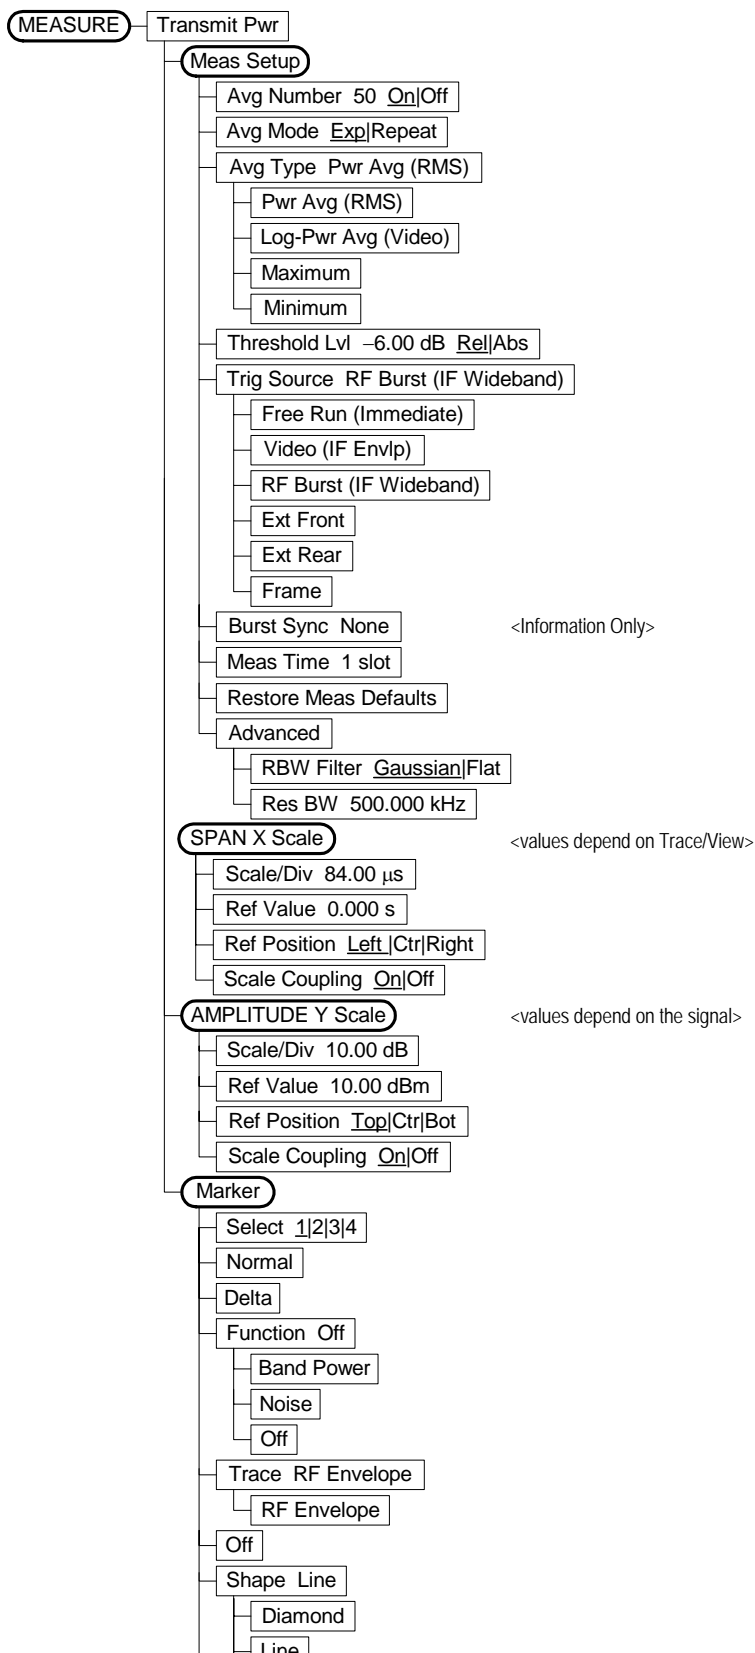 MEASURE Transmit Pwr
Meas Setup
Avg Number 50 On|Off
Avg Mode Exp|Repeat
Avg Type Pwr Avg (RMS)
Pwr Avg (RMS)
Log-Pwr Avg (Video)
Maximum
Minimum
Threshold Lvl –6.00 dB Rel|Abs
Trig Source RF Burst (IF Wideband)
Free Run (Immediate)
Video (IF Envlp)
RF Burst (IF Wideband)
Ext Front
Ext Rear
Frame
Burst Sync None <Information Only>
Meas Time 1 slot
Restore Meas Defaults
Advanced
RBW Filter Gaussian|Flat
Res BW 500.000 kHz
SPAN X Scale <values depend on Trace/View>
Scale/Div 84.00 μs
Ref Value 0.000 s
Ref Position Left |Ctr|Right
Scale Coupling On|Off
AMPLITUDE Y Scale <values depend on the signal>
Scale/Div 10.00 dB
Ref Value 10.00 dBm
Ref Position Top|Ctr|Bot
Scale Coupling On|Off
Marker
Select 1|2|3|4
Normal
Delta
Function Off
Band Power
Noise
Off
Trace RF Envelope
RF Envelope
Off
Shape Line
Diamond
Line